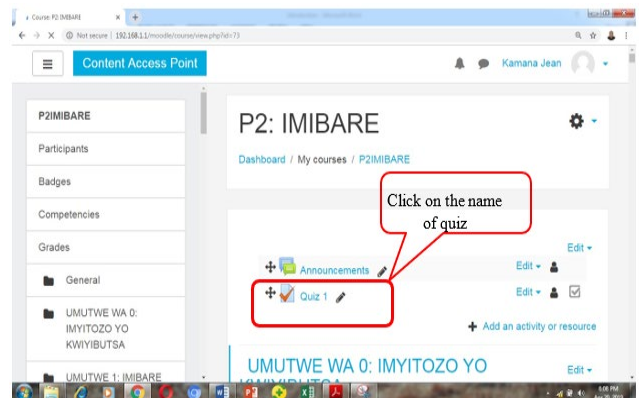 Course: P2 IMIBARE
Not secure | 192.168.1.1/moodle/course/view.php?id=73
Content Access Point
Kamana Jean
P2IMIBARE
Participants
Badges
Competencies
Grades
General
UMUTWE WA 0:
IMYITOZO YO
KWIYIBUTSA
UMUTWE 1: IMIBARE
P2: IMIBARE
Dashboard / My courses / P2IMIBARE
Click on the name
of quiz
Edit
Announcements
Edit
Quiz 1
Edit
Add an activity or resource
UMUTWE WA 0: IMYITOZO YO
KWIYIBUTSA
Edit